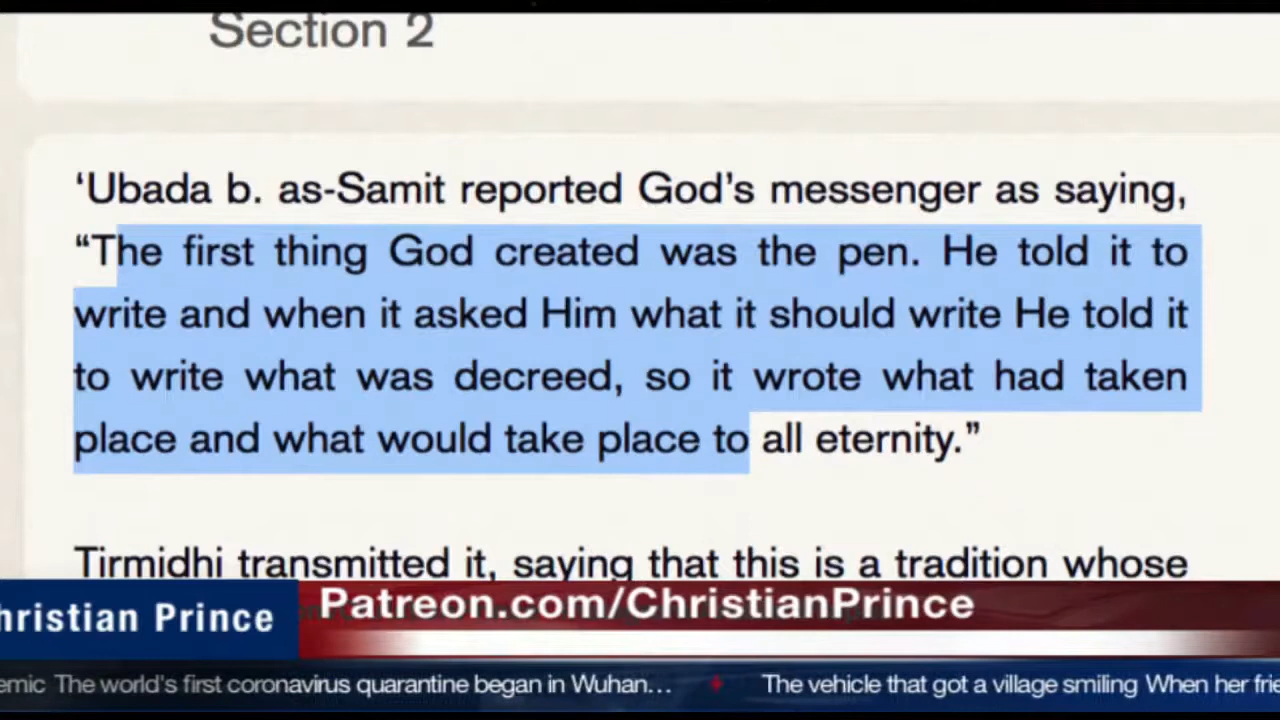 Section 2
‘Ubada b. as-Samit reported God’s messenger as saying,
“The first thing God created was the pen. He told it to
write and when it asked Him what it should write He told it
to write what was decreed, so it wrote what had taken
place and what would take place to all eternity.”
Tirmidhi transmitted it, saying that this is a tradition whose
hristian Prince
Patreon.com/ChristianPrince
emic The world's first coronavirus quarantine began in Wuhan... The vehicle that got a village smiling When her frie